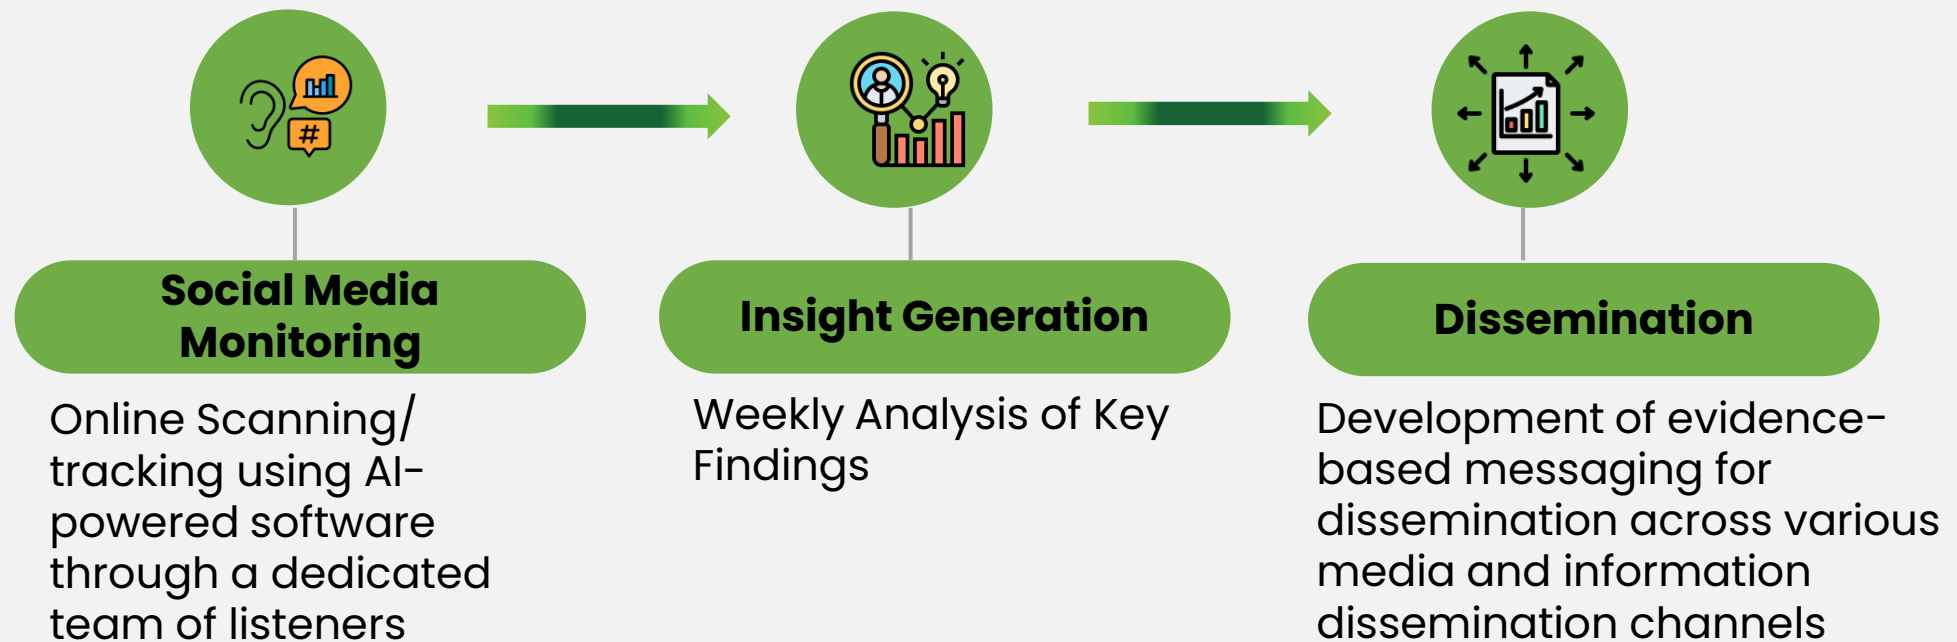 #
Social Media
Monitoring
Online Scanning/
tracking using AI-
powered software
through a dedicated
team of listeners
Insight Generation
Weekly Analysis of Key
Findings
Dissemination
Development of evidence-
based messaging for
dissemination across various
media and information
dissemination channels